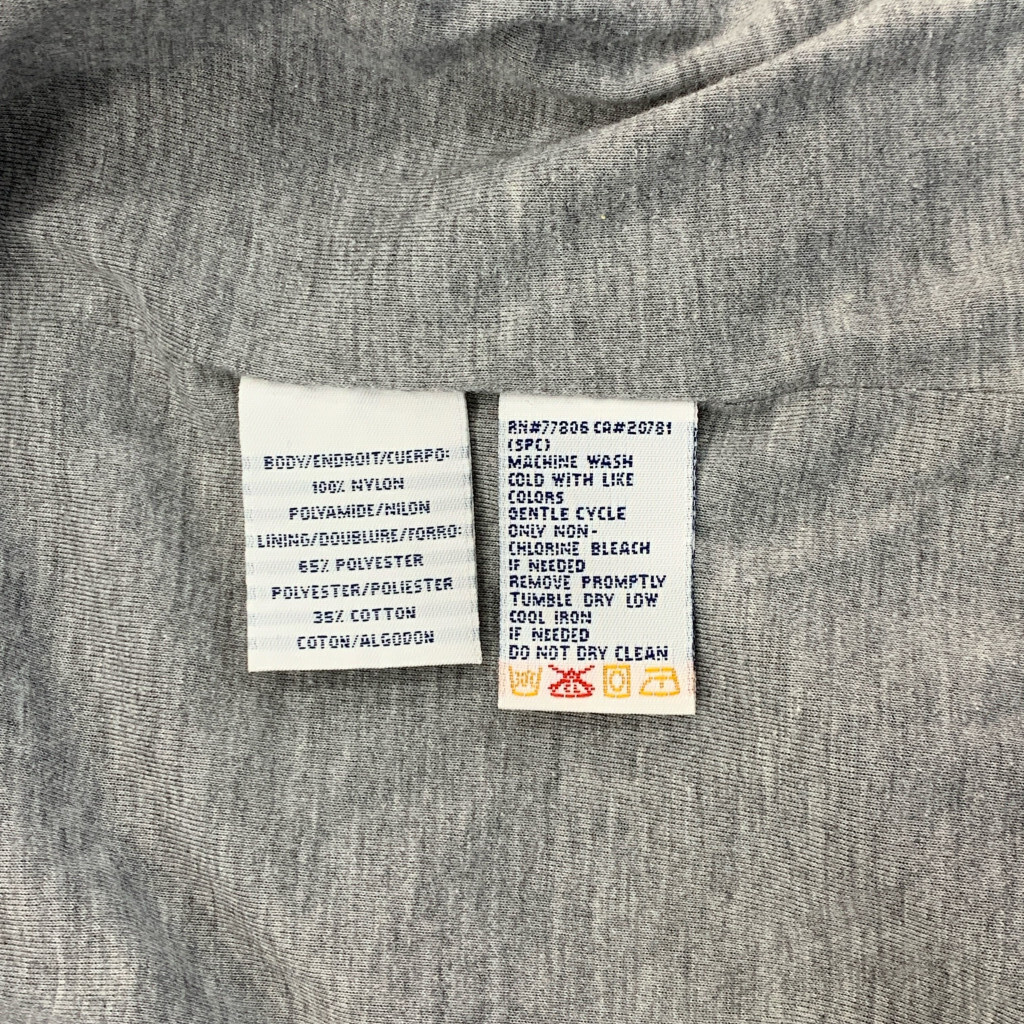 BODY/ENDROIT/CUERPO:
100% NYLON
POLYAMIDE/NILON
LINING/DOUBLURE/FORRO:
65% POLYESTER
POLYESTER/POLIESTER
35% COTTON
COTON/ALGODON
RN#77806 CA#20781
(SPC)
MACHINE WASH
COLD WITH LIKE
COLORS
GENTLE CYCLE
ONLY NON-
CHLORINE BLEACH
IF NEEDED
REMOVE PROMPTLY
TUMBLE DRY LOW
COOL IRON
IF NEEDED
DO NOT DRY CLEAN
CL